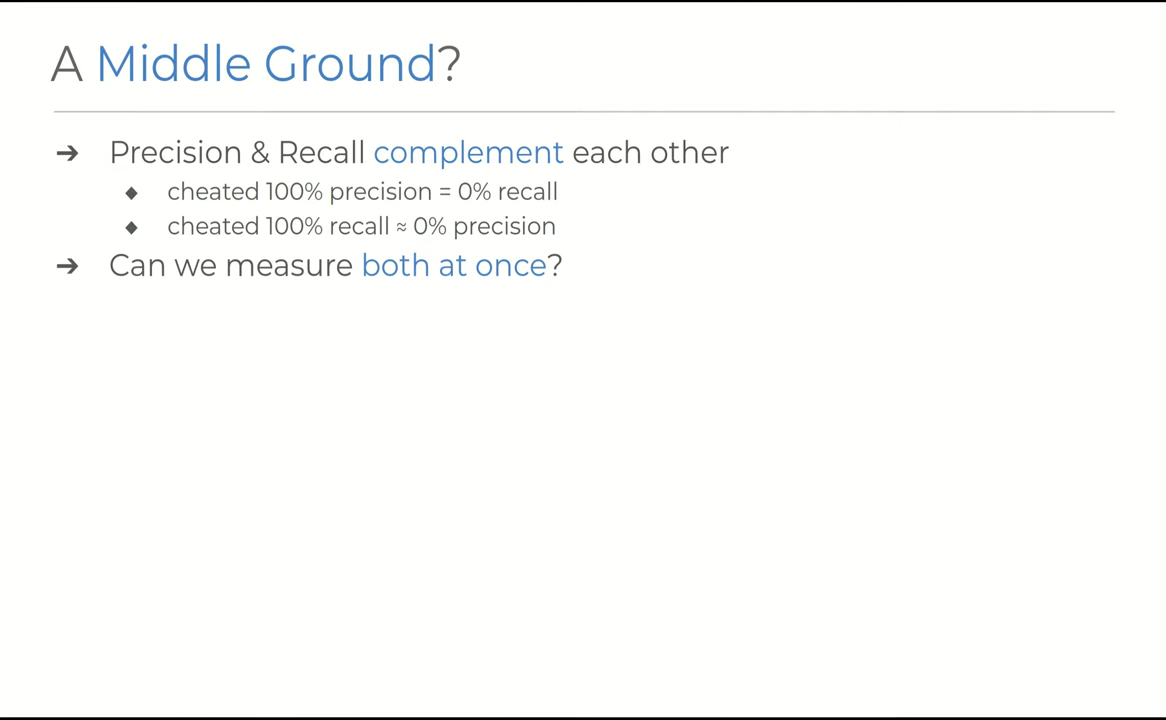 A Middle Ground?
➔ Precision & Recall complement each other
◆ cheated 100% precision = 0% recall
◆ cheated 100% recall ≈ 0% precision
➔ Can we measure both at once?